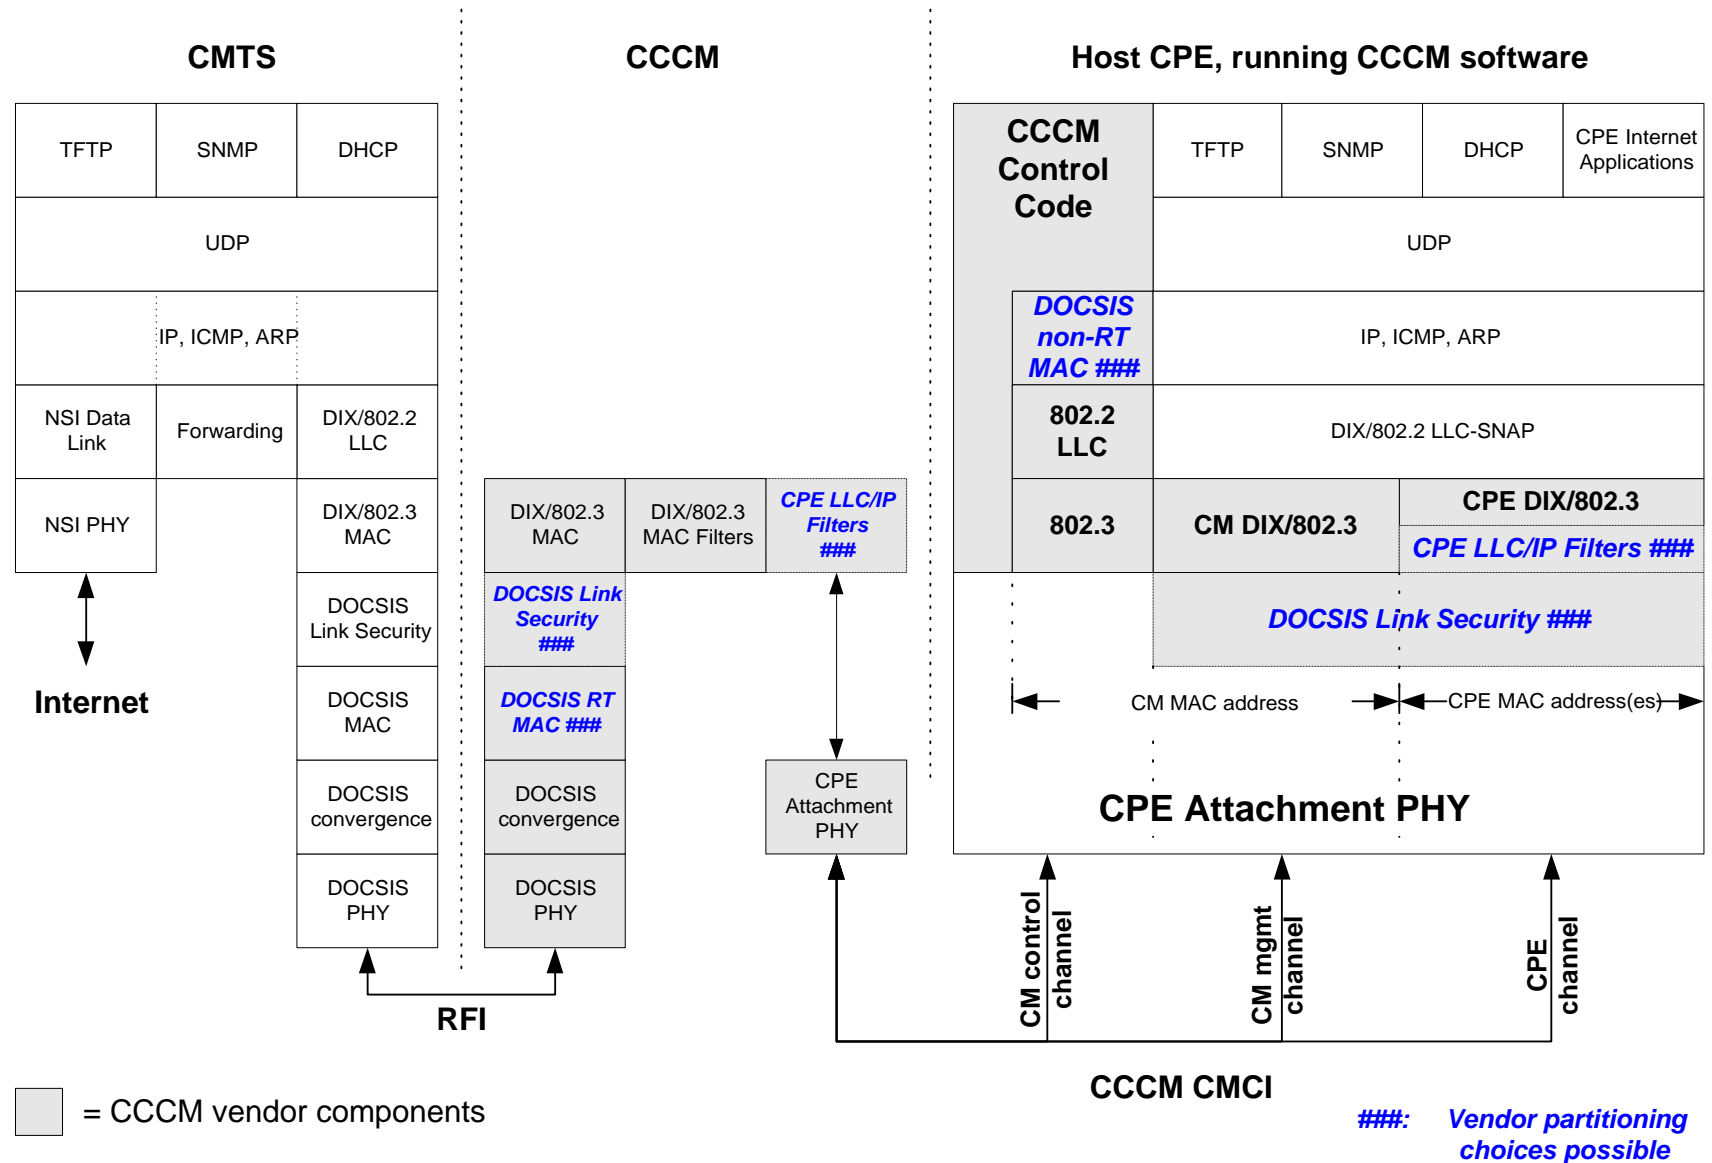 CMTS
CCCM
Host CPE, running CCCM software
TFTP
SNMP
DHCP
UDP
IP, ICMP, ARP
NSI Data
Link
Forwarding
DIX/802.2
LLC
NSI PHY
DIX/802.3
MAC
DOCSIS
Link Security
DOCSIS
MAC
DOCSIS
convergence
DOCSIS
PHY
Internet
DIX/802.3
MAC
DIX/802.3
MAC Filters
CPE LLC/IP
Filters
###
DOCSIS Link
Security
###
DOCSIS RT
MAC ###
DOCSIS
convergence
DOCSIS
PHY
CPE
Attachment
PHY
RFI
CCCM
Control
Code
TFTP
SNMP
DHCP
CPE Internet
Applications
UDP
DOCSIS
non-RT
MAC ###
IP, ICMP, ARP
802.2
LLC
DIX/802.2 LLC-SNAP
802.3
CM DIX/802.3
CPE DIX/802.3
CPE LLC/IP Filters ###
DOCSIS Link Security ###
CM MAC address
CPE MAC address(es)
CPE Attachment PHY
CM control
channel
CM mgmt
channel
CPE
channel
CCCM CMCI
= CCCM vendor components
###: Vendor partitioning
choices possible